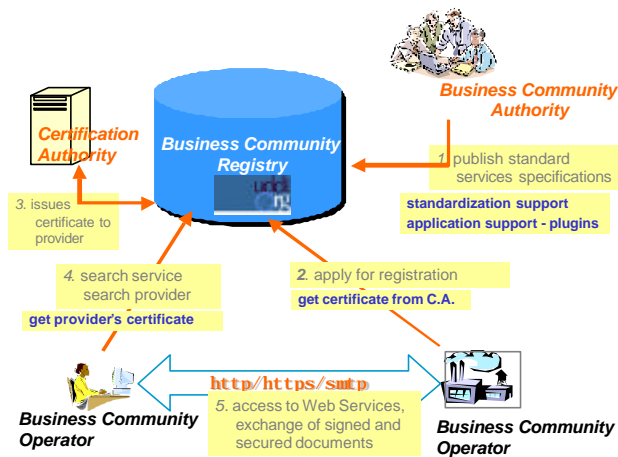 Business Community
Authority
Certification
Authority
Business Community
Registry
uddi
org
1. publish standard
services specifications
standardization support
application support - plugins
3. issues
certificate to
provider
4. search service
search provider
get provider's certificate
2. apply for registration
get certificate from C.A.
http/https/smtp
5. access to Web Services,
exchange of signed and
secured documents
Business Community
Operator
Business Community
Operator